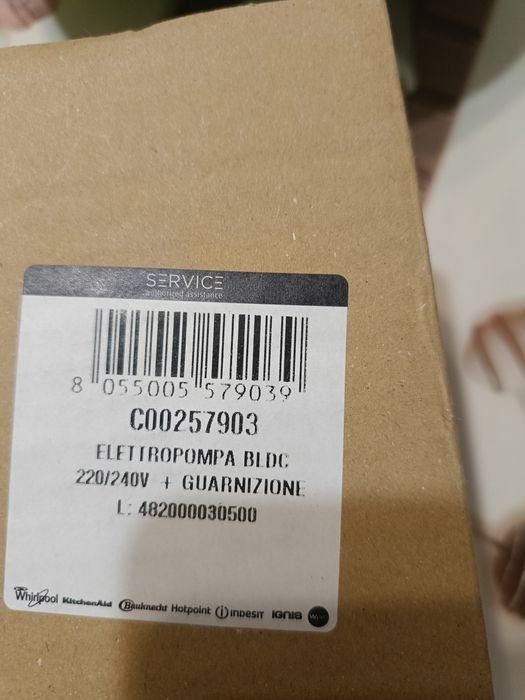 SERVICE
authorized assistance
8 055005 579039
C00257903
ELETTROPOMPA BLDC
220/240V + GUARNIZIONE
L: 482000030500
Whirlpool KitchenAid Bauknecht Hotpoint indesit IGNIS